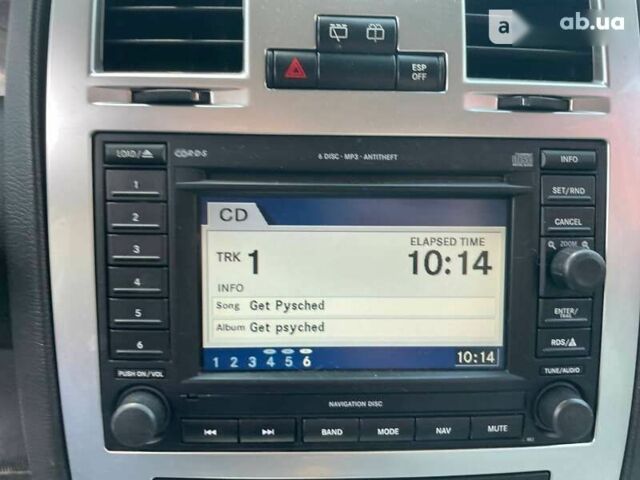 a ab.ua
ESP OFF
LOAD/
R·D·S
6 DISC · MP3 · ANTITHEFT
INFO
1
2
3
4
5
6
SET/RND
CANCEL
ZOOM
ENTER/
TRAIL
RDS/
CD
ELAPSED TIME
TRK 1 10:14
INFO
Song Get Pysched
Album Get psyched
1 2 3 4 5 6 10:14
PUSH ON/VOL
TUNE/AUDIO
NAVIGATION DISC
BAND MODE NAV MUTE